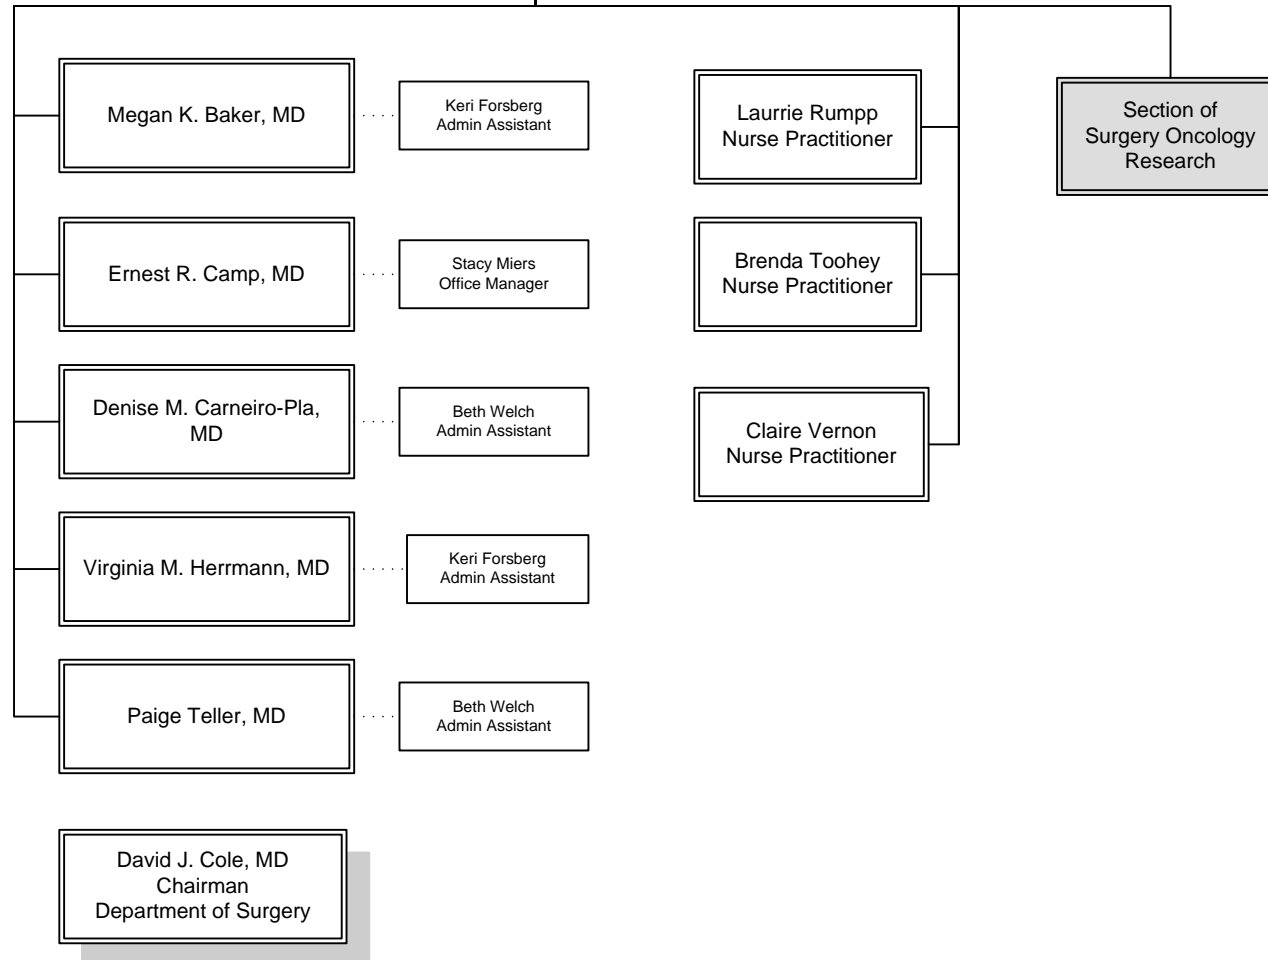 Megan K. Baker, MD
Keri Forsberg
Admin Assistant
Laurrie Rumpp
Nurse Practitioner
Section of
Surgery Oncology
Research
Ernest R. Camp, MD
Stacy Miers
Office Manager
Brenda Toohey
Nurse Practitioner
Denise M. Carneiro-Pla,
MD
Beth Welch
Admin Assistant
Claire Vernon
Nurse Practitioner
Virginia M. Herrmann, MD
Keri Forsberg
Admin Assistant
Paige Teller, MD
Beth Welch
Admin Assistant
David J. Cole, MD
Chairman
Department of Surgery